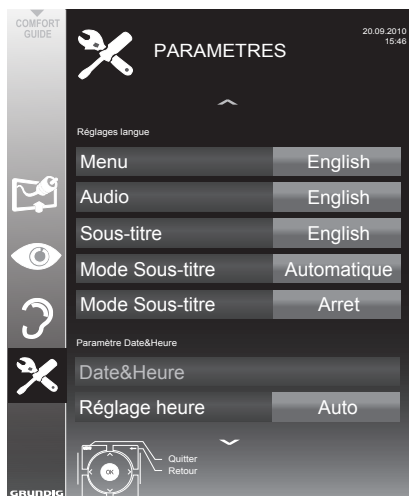 COMFORT
GUIDE
PARAMETRES
20.09.2010
15:46
Réglages langue
Menu English
Audio English
Sous-titre English
Mode Sous-titre Automatique
Mode Sous-titre Arret
Paramètre Date&Heure
Date&Heure
Réglage heure Auto
Quitter
Retour
OK
GRUNDIG